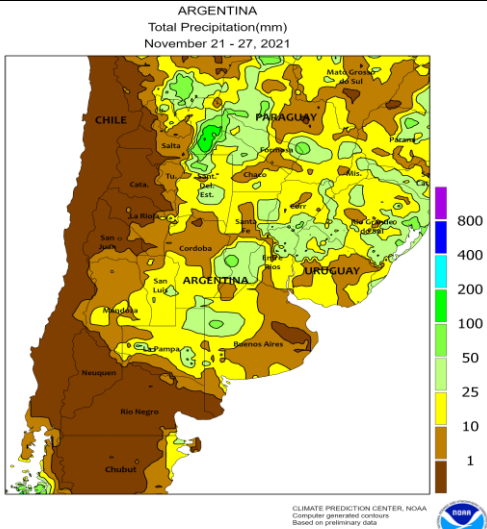 ARGENTINA
Total Precipitation(mm)
November 21 - 27, 2021
Mato Grosso
do Sul
CHILE
PARAGUAY
Parana
Salta
Formosa
Tu.
Sant.
Del.
Est.
Chaco
Mis.
Cata.
Corr
La Rioja
Santa
Fe
Rio Grande
do Sul
San
Juan
Cordoba
Entre
Rios
URUGUAY
San
Luis
ARGENTINA
Mendoza
La Pampa
Buenos Aires
Neuquen
Rio Negro
Chubut
800
400
200
100
50
25
10
1
CLIMATE PREDICTION CENTER, NOAA
Computer generated contours
Based on preliminary data
NOAA